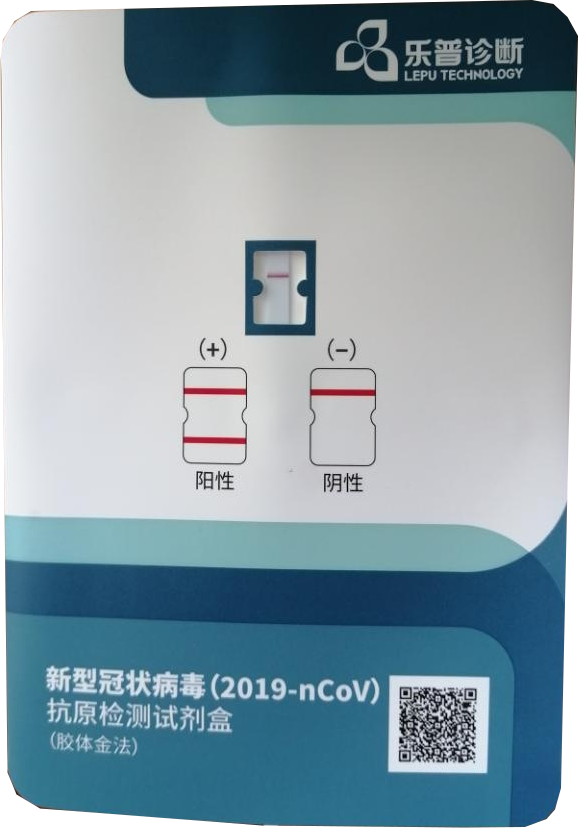 乐普诊断
LEPU TECHNOLOGY
(+)
(−)
阳性
阴性
新型冠状病毒(2019-nCoV)
抗原检测试剂盒
(胶体金法)